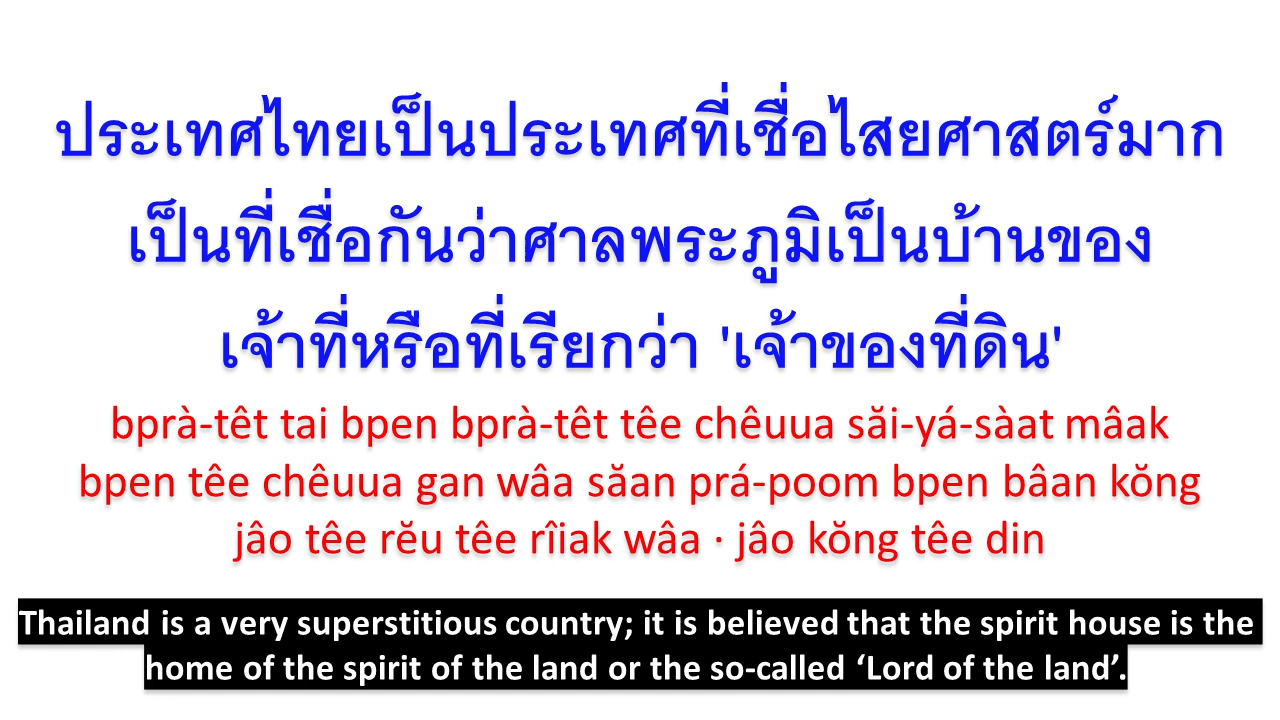 ประเทศไทยเป็นประเทศที่เชื่อไสยศาสตร์มาก
เป็นที่เชื่อกันว่าศาลพระภูมิเป็นบ้านของ
เจ้าที่หรือที่เรียกว่า 'เจ้าของที่ดิน'
bprà-têt tai bpen bprà-têt têe chêuua săi-yá-sàat mâak
bpen têe chêuua gan wâa săan prá-poom bpen bâan kŏng
jâo têe rĕu têe rîiak wâa · jâo kŏng têe din
Thailand is a very superstitious country; it is believed that the spirit house is the
home of the spirit of the land or the so-called ‘Lord of the land’.